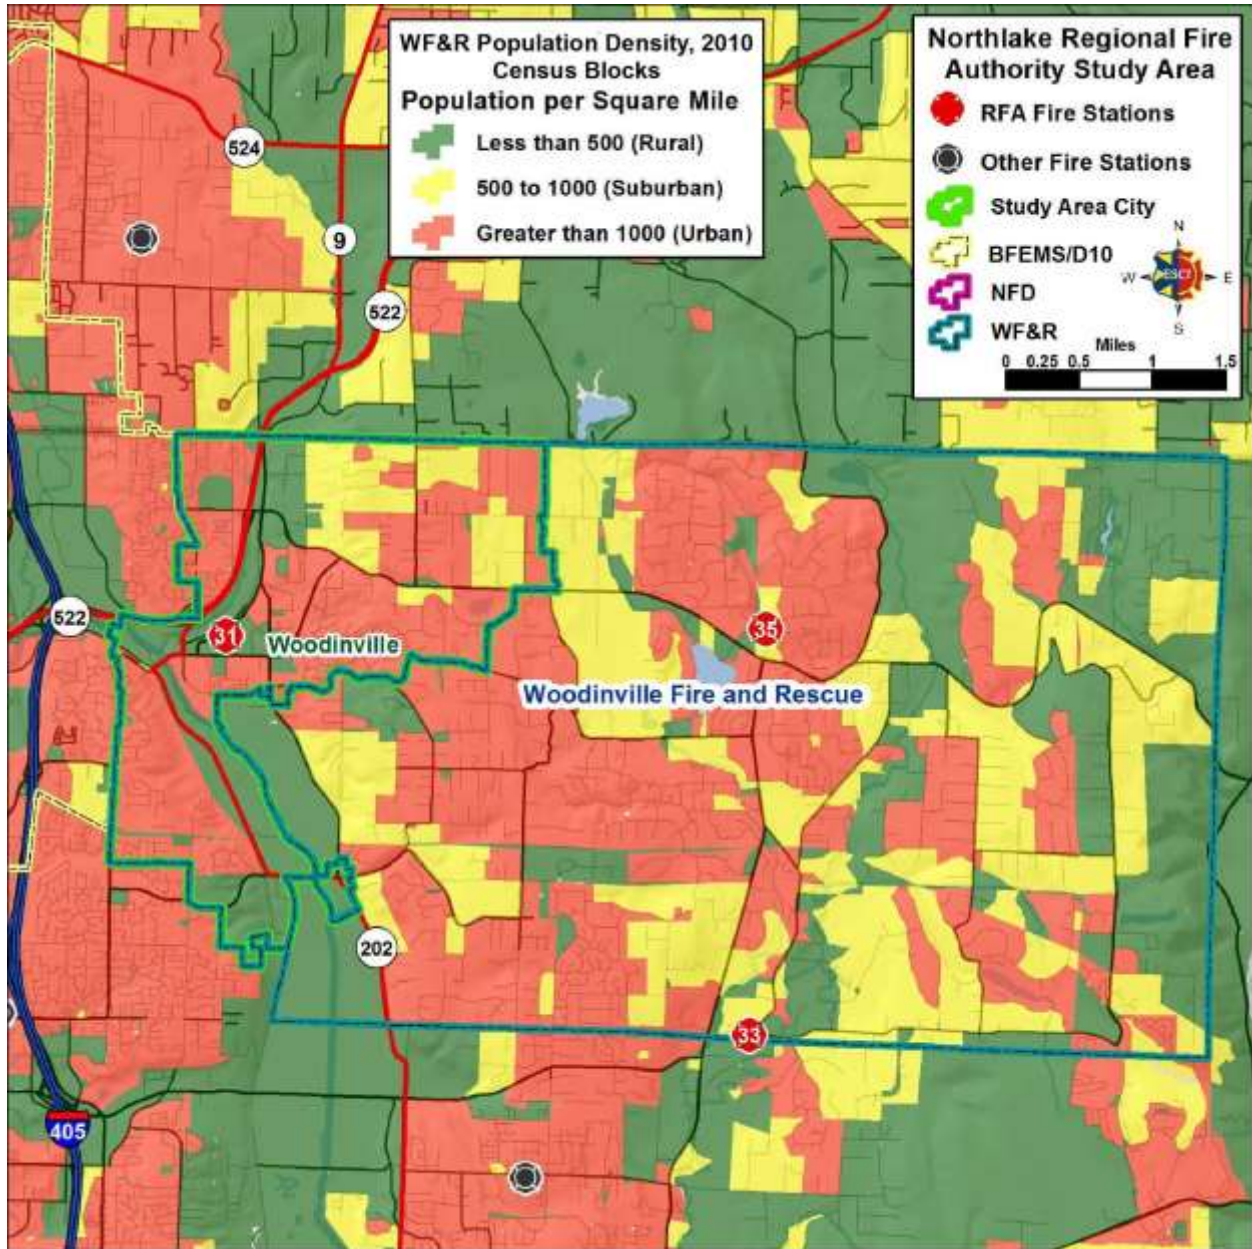 WF&R Population Density, 2010
Census Blocks
Population per Square Mile
Less than 500 (Rural)
500 to 1000 (Suburban)
Greater than 1000 (Urban)
Northlake Regional Fire
Authority Study Area
RFA Fire Stations
Other Fire Stations
Study Area City
BFEMS/D10
NFD
WF&R
N
W
ESCI
E
S
Miles
0 0.25 0.5 1 1.5
524
9
522
522
31
Woodinville
35
Woodinville Fire and Rescue
202
33
405